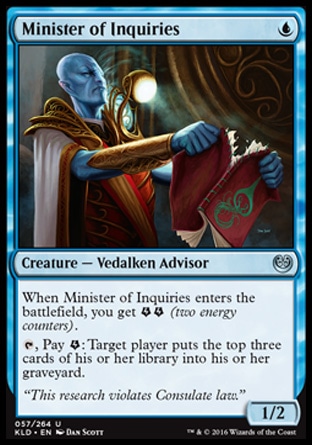 Minister of Inquiries
Creature — Vedalken Advisor
When Minister of Inquiries enters the
battlefield, you get (two energy
counters).
, Pay : Target player puts the top three
cards of his or her library into his or her
graveyard.
“This research violates Consulate law.”
1/2
057/264 U
KLD • EN DAN SCOTT
™ & © 2016 Wizards of the Coast